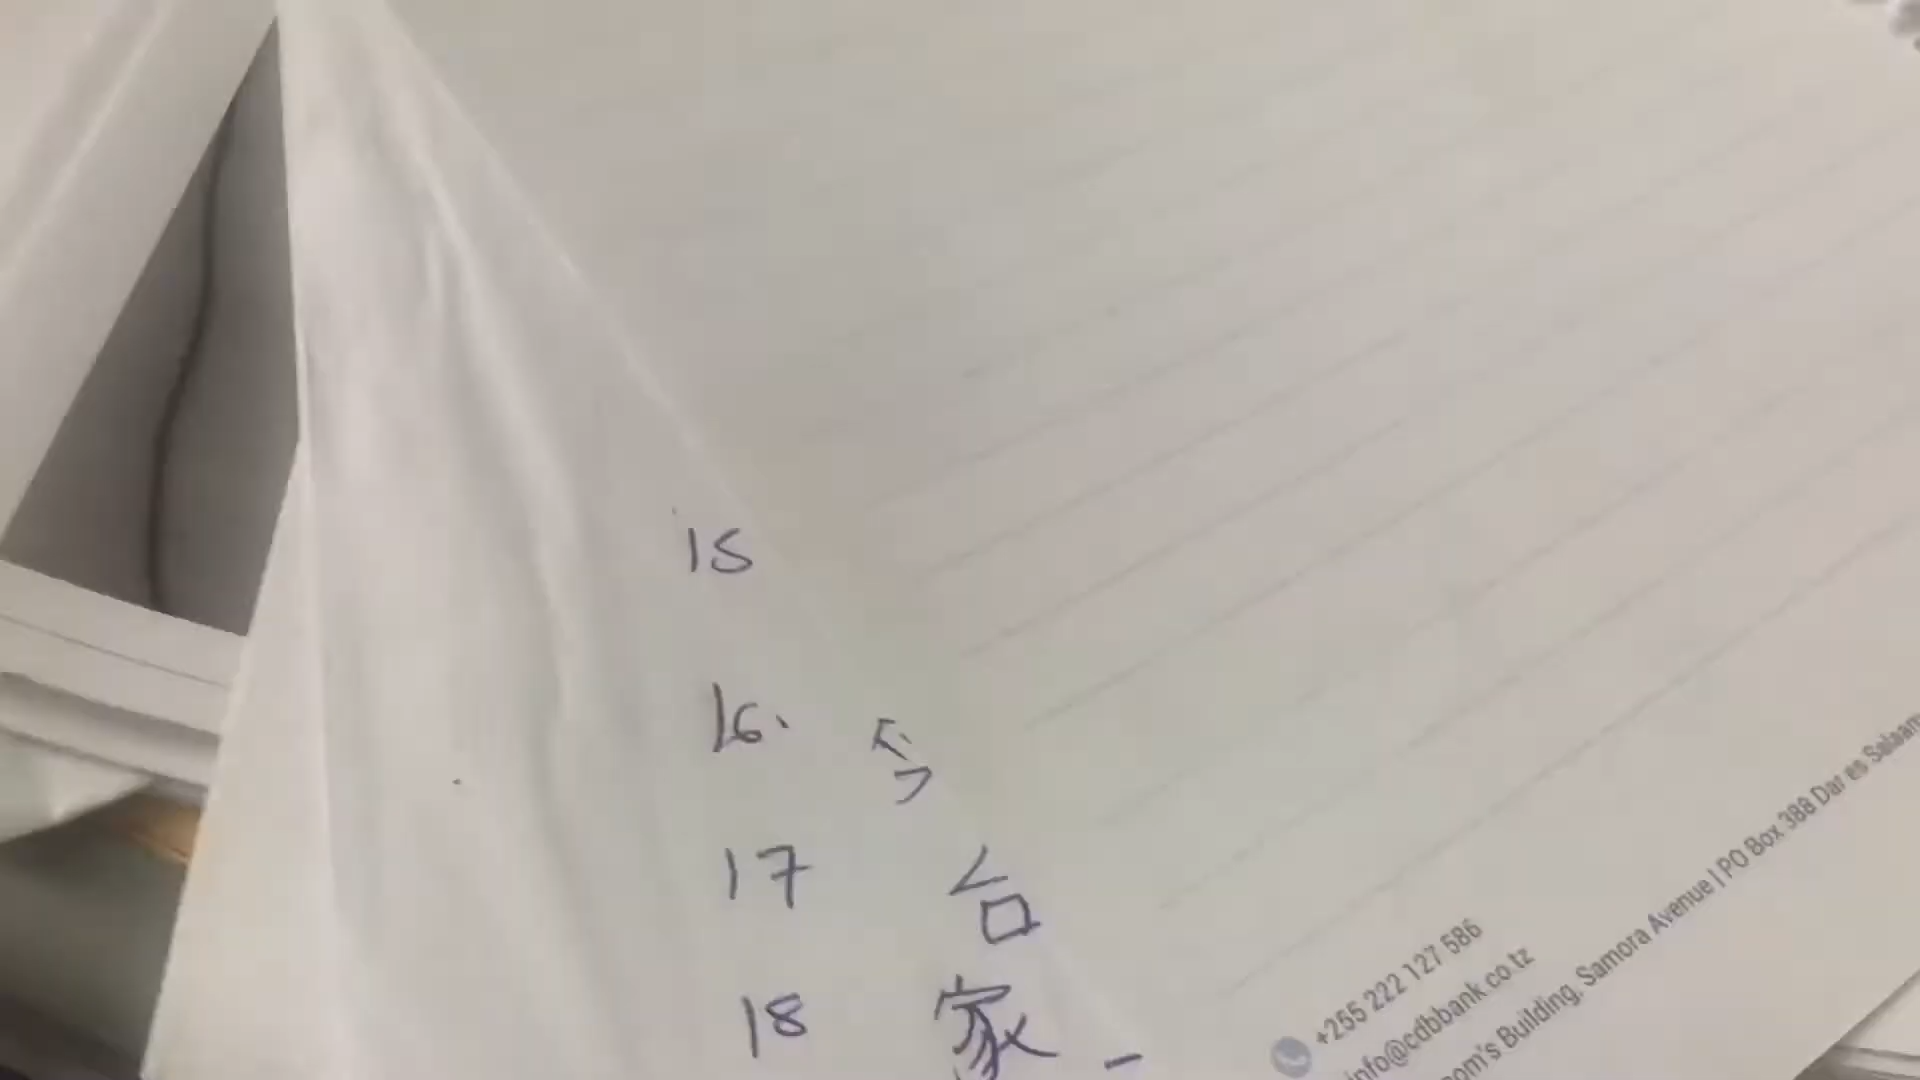 15
16.
17 台
18 家 -
+255 222 127 586
info@cdbbank.co.tz
om's Building, Samora Avenue | PO Box 388 Dar es Salaam